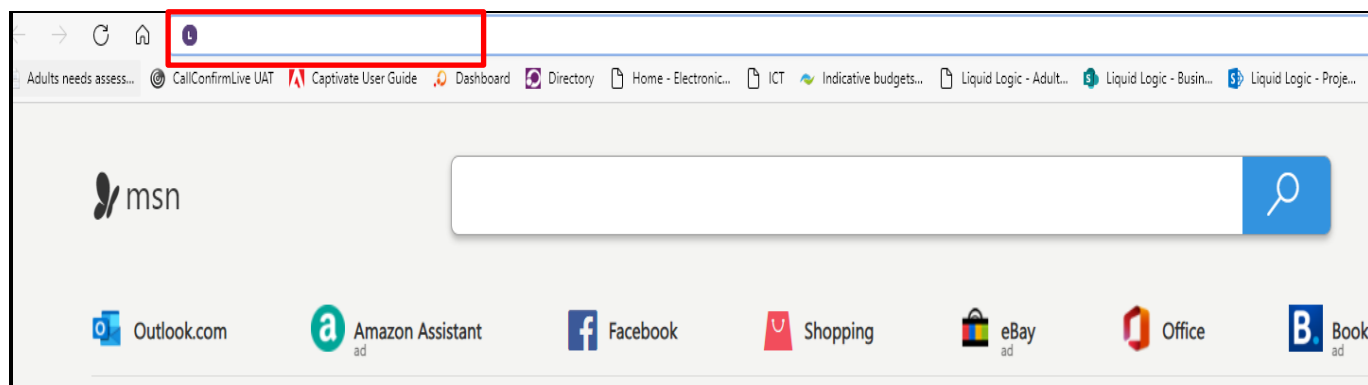 L
Adults needs assess... CallConfirmLive UAT Captivate User Guide Dashboard Directory Home - Electronic... ICT Indicative budgets... Liquid Logic - Adult... Liquid Logic - Busin... Liquid Logic - Proje...
msn
Outlook.com Amazon Assistant Facebook Shopping eBay Office Book
ad ad ad